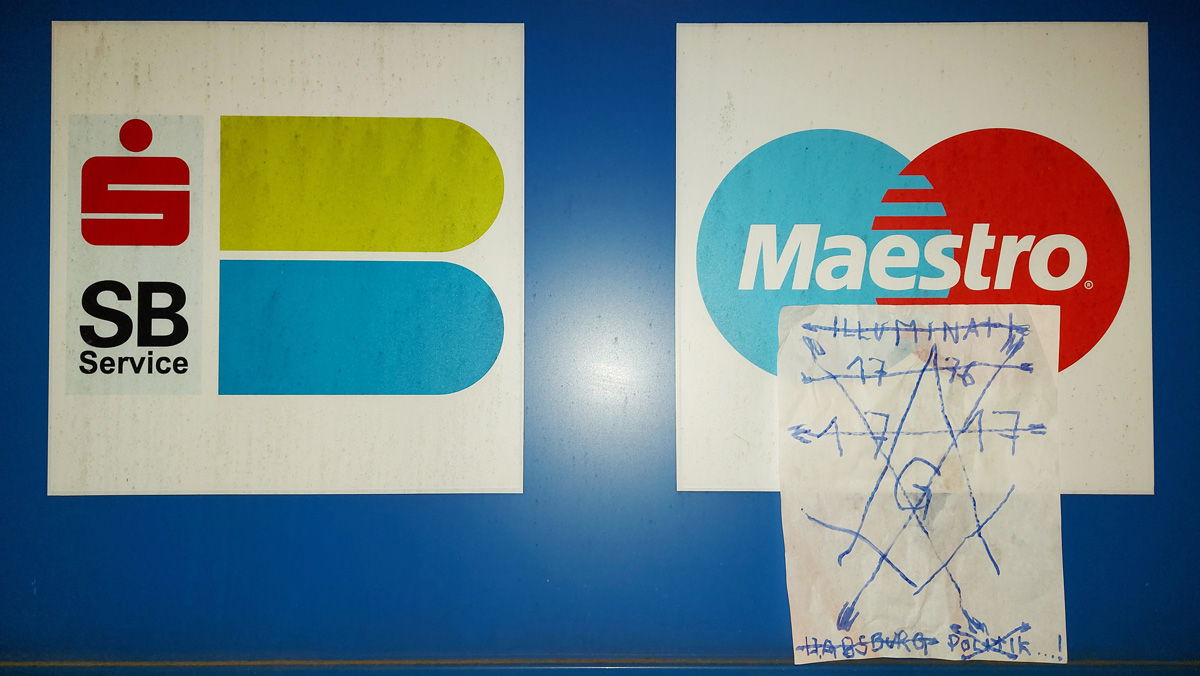 SB
Service
Maestro®
ILLUMINATI
17 76
17 17
G
HABSBURG POLITIK...!